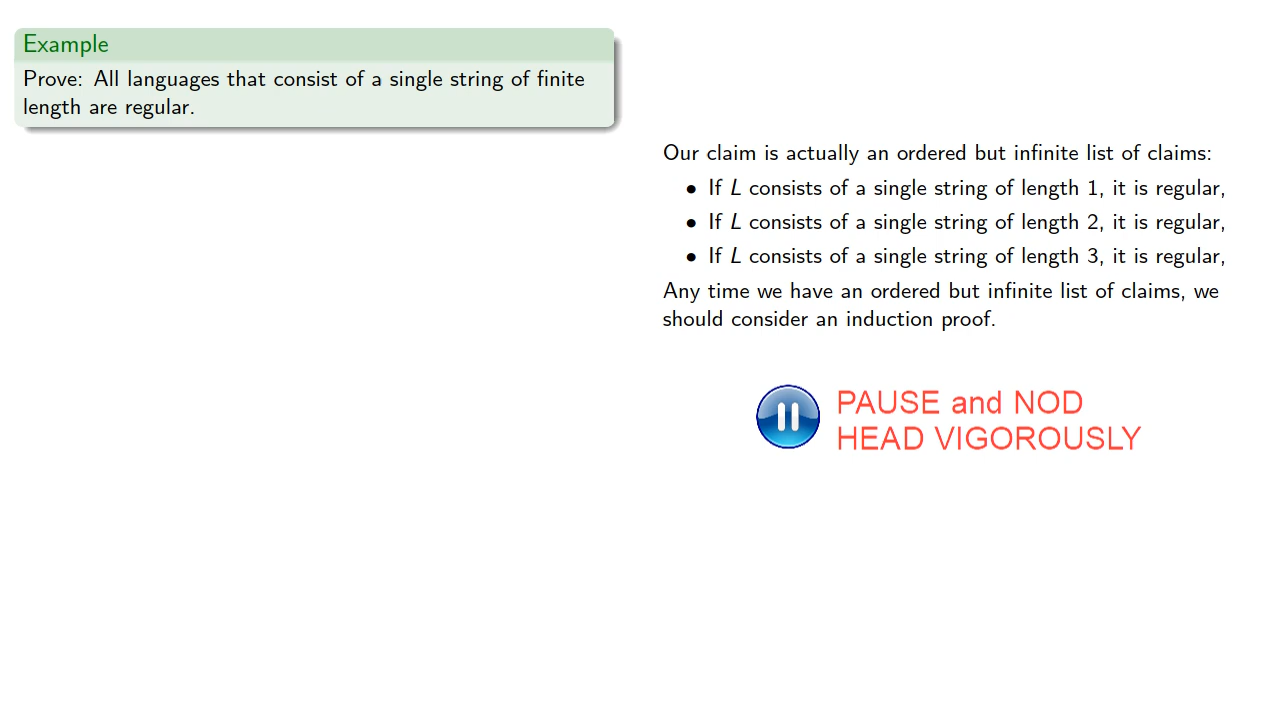 Example
Prove: All languages that consist of a single string of finite
length are regular.
Our claim is actually an ordered but infinite list of claims:
• If L consists of a single string of length 1, it is regular,
• If L consists of a single string of length 2, it is regular,
• If L consists of a single string of length 3, it is regular,
Any time we have an ordered but infinite list of claims, we
should consider an induction proof.
PAUSE and NOD
HEAD VIGOROUSLY